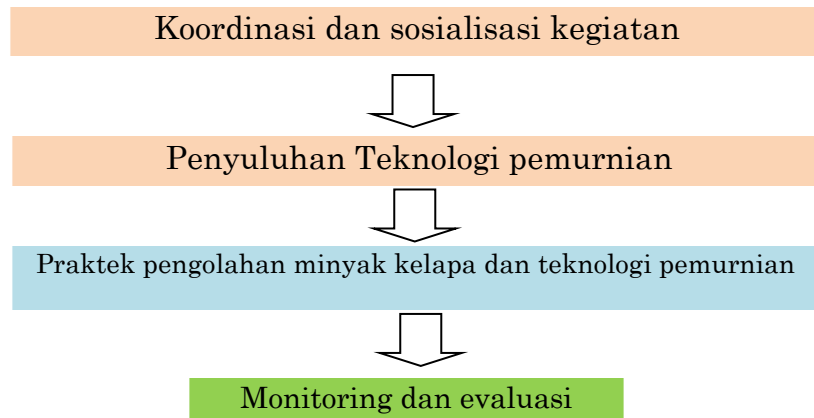 Koordinasi dan sosialisasi kegiatan
Penyuluhan Teknologi pemurnian
Praktek pengolahan minyak kelapa dan teknologi pemurnian
Monitoring dan evaluasi